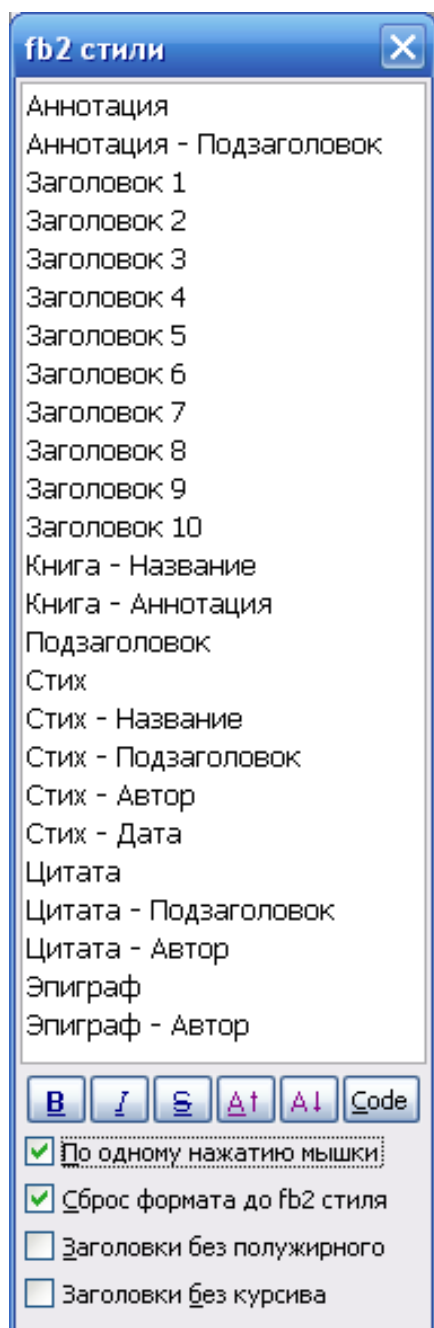 fb2 стили
Аннотация
Аннотация - Подзаголовок
Заголовок 1
Заголовок 2
Заголовок 3
Заголовок 4
Заголовок 5
Заголовок 6
Заголовок 7
Заголовок 8
Заголовок 9
Заголовок 10
Книга - Название
Книга - Аннотация
Подзаголовок
Стих
Стих - Название
Стих - Подзаголовок
Стих - Автор
Стих - Дата
Цитата
Цитата - Подзаголовок
Цитата - Автор
Эпиграф
Эпиграф - Автор
B I S A↑ A↓ Code
По одному нажатию мышки
Сброс формата до fb2 стиля
Заголовки без полужирного
Заголовки без курсива